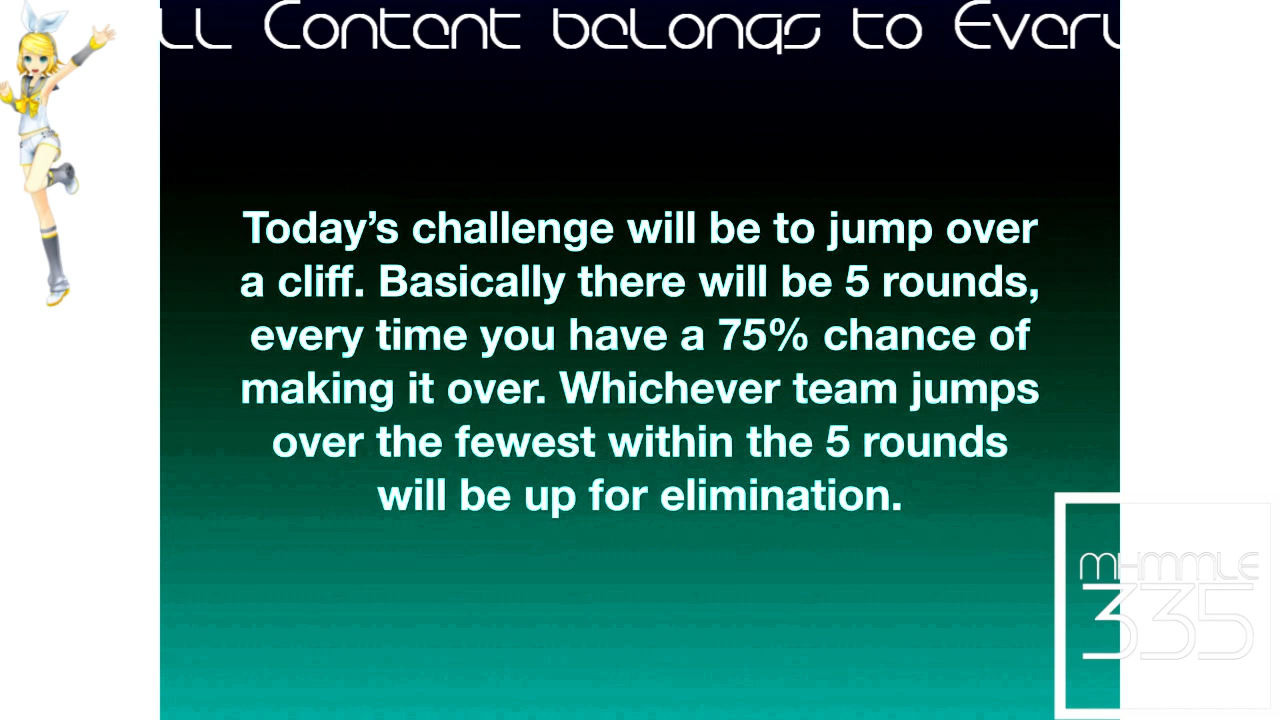 LL Content belongs to Every
Today's challenge will be to jump over
a cliff. Basically there will be 5 rounds,
every time you have a 75% chance of
making it over. Whichever team jumps
over the fewest within the 5 rounds
will be up for elimination.
MHMMLE
335